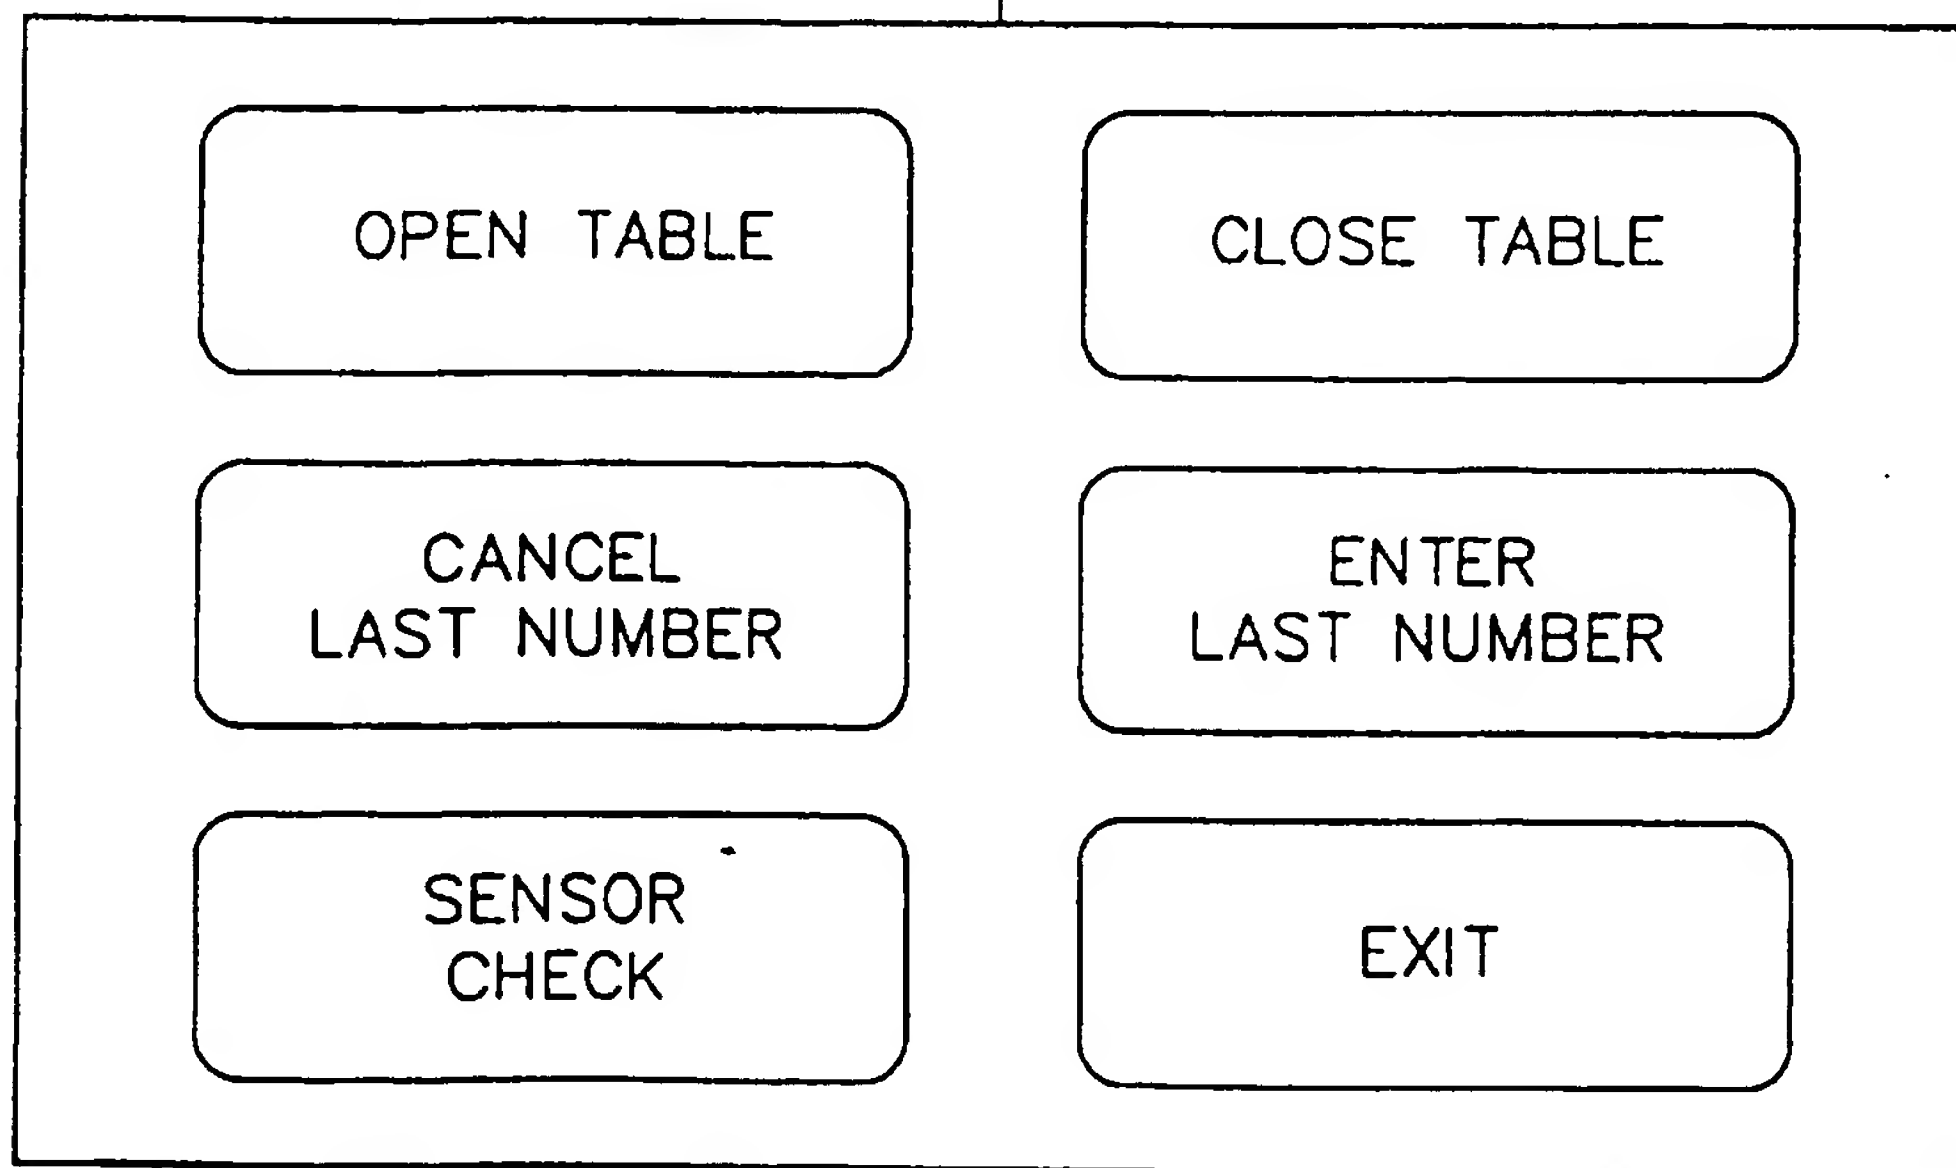 OPEN TABLE
CLOSE TABLE
CANCEL
LAST NUMBER
ENTER
LAST NUMBER
SENSOR
CHECK
EXIT